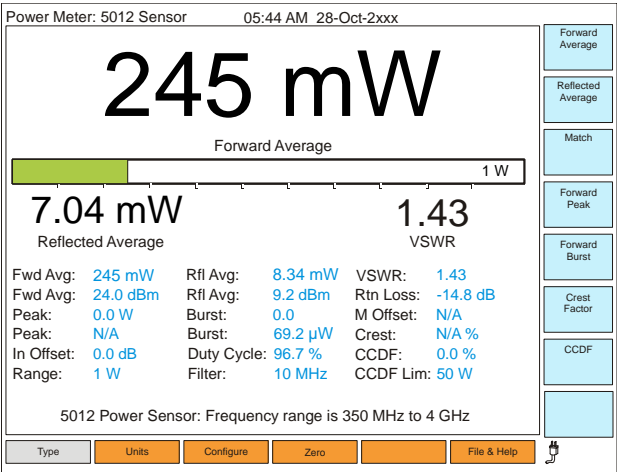 Power Meter: 5012 Sensor 05:44 AM 28-Oct-2xxx
245 mW
Forward Average
1 W
7.04 mW 1.43
Reflected Average VSWR
Fwd Avg: 245 mW Rfl Avg: 8.34 mW VSWR: 1.43
Fwd Avg: 24.0 dBm Rfl Avg: 9.2 dBm Rtn Loss: -14.8 dB
Peak: 0.0 W Burst: 0.0 M Offset: N/A
Peak: N/A Burst: 69.2 µW Crest: N/A %
In Offset: 0.0 dB Duty Cycle: 96.7 % CCDF: 0.0 %
Range: 1 W Filter: 10 MHz CCDF Lim: 50 W
5012 Power Sensor: Frequency range is 350 MHz to 4 GHz
Forward
Average
Reflected
Average
Match
Forward
Peak
Forward
Burst
Crest
Factor
CCDF
Type Units Configure Zero File & Help